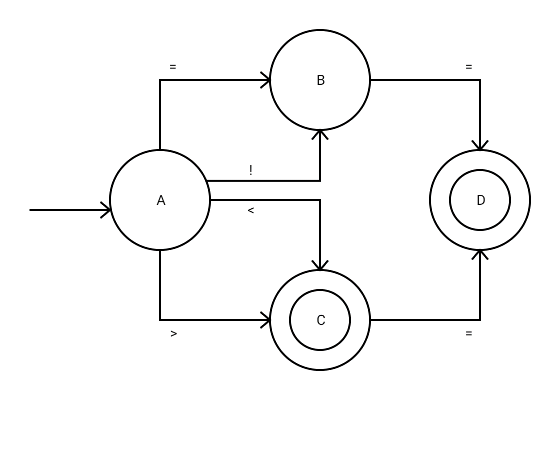 = =
B
!
A D
<
C
> =